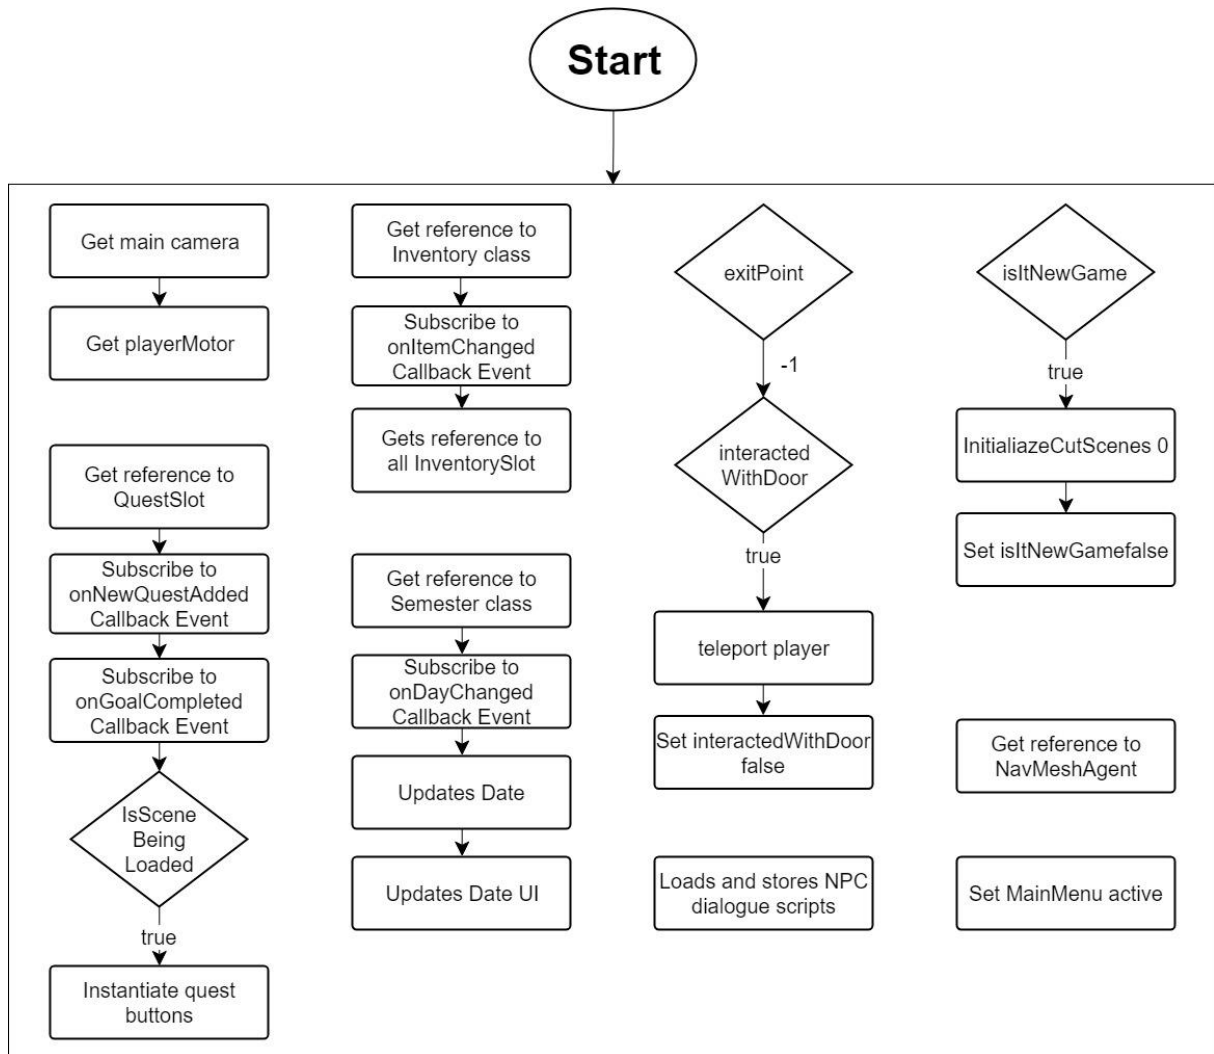 Start
Get main camera
Get playerMotor
Get reference to
QuestSlot
Subscribe to
onNewQuestAdded
Callback Event
Subscribe to
onGoalCompleted
Callback Event
IsScene
Being
Loaded
true
Instantiate quest
buttons
Get reference to
Inventory class
Subscribe to
onItemChanged
Callback Event
Gets reference to
all InventorySlot
Get reference to
Semester class
Subscribe to
onDayChanged
Callback Event
Updates Date
Updates Date UI
exitPoint
-1
interacted
WithDoor
true
teleport player
Set interactedWithDoor
false
Loads and stores NPC
dialogue scripts
isItNewGame
true
InitialiazeCutScenes 0
Set isItNewGamefalse
Get reference to
NavMeshAgent
Set MainMenu active